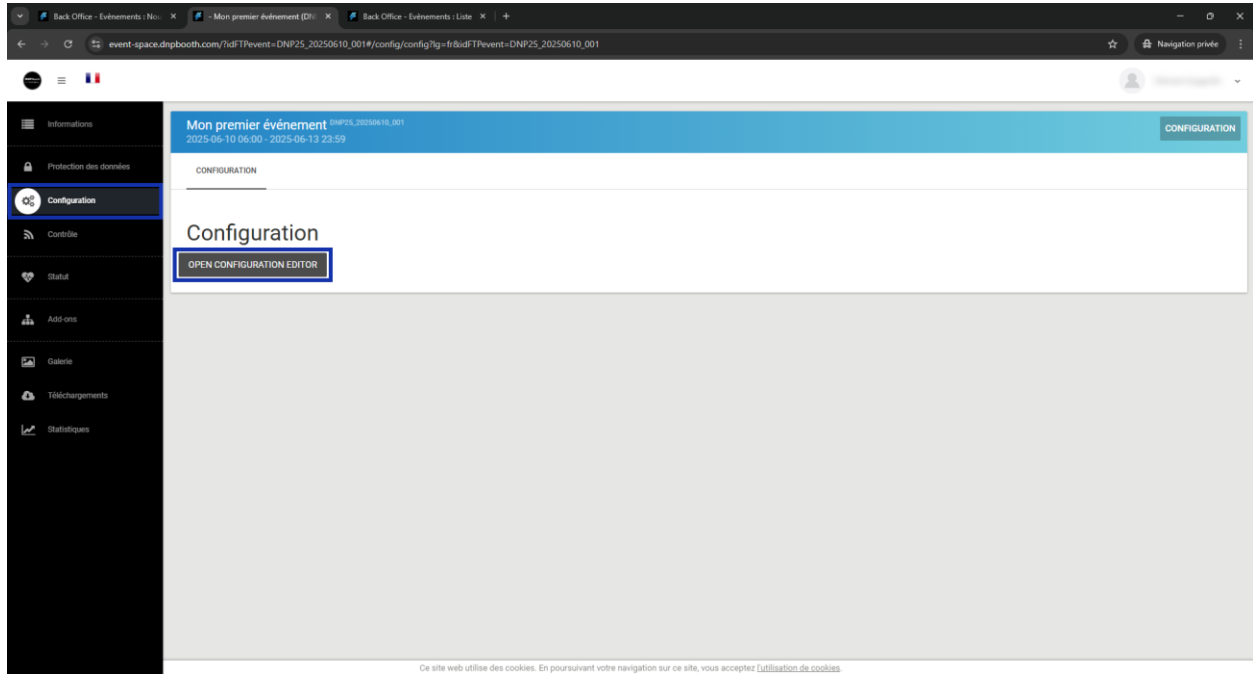 Back Office - Evènements : Nou
- Mon premier événement (DN
Back Office - Evènements : Liste
event-space.dnpbooth.com/?idFTPevent=DNP25_20250610_001#/config/config?lg=fr&idFTPevent=DNP25_20250610_001
Navigation privée
Informations
Protection des données
Configuration
Contrôle
Statut
Add-ons
Galerie
Téléchargements
Statistiques
Mon premier événement DNP25_20250610_001
2025-06-10 06:00 - 2025-06-13 23:59
CONFIGURATION
CONFIGURATION
Configuration
OPEN CONFIGURATION EDITOR
Ce site web utilise des cookies. En poursuivant votre navigation sur ce site, vous acceptez l'utilisation de cookies.